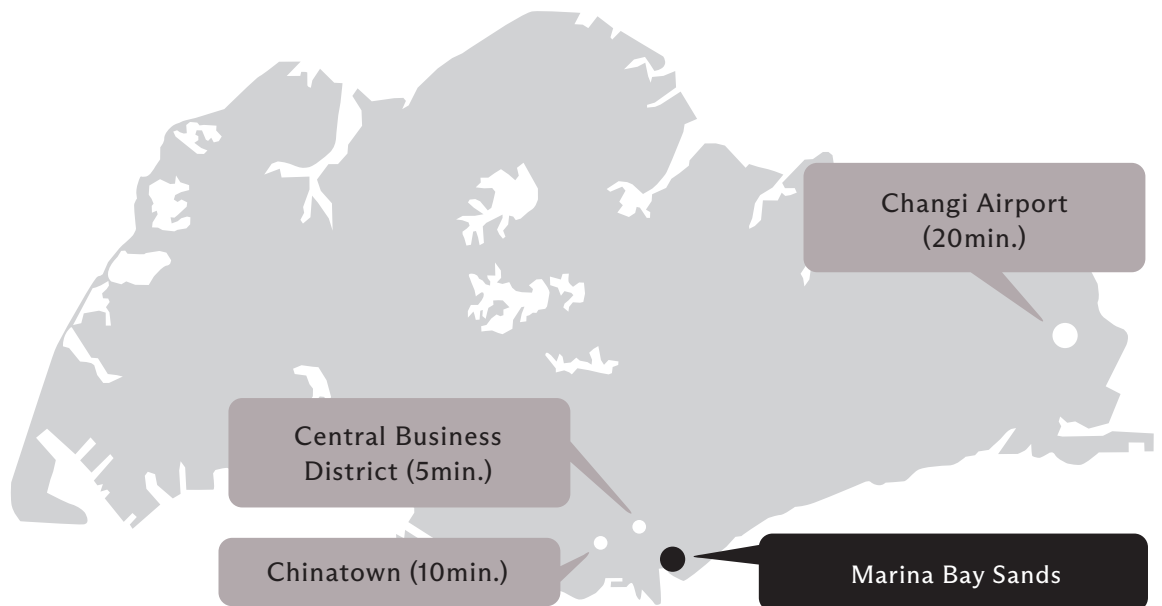 Changi Airport
(20min.)
Central Business
District (5min.)
Chinatown (10min.)
Marina Bay Sands